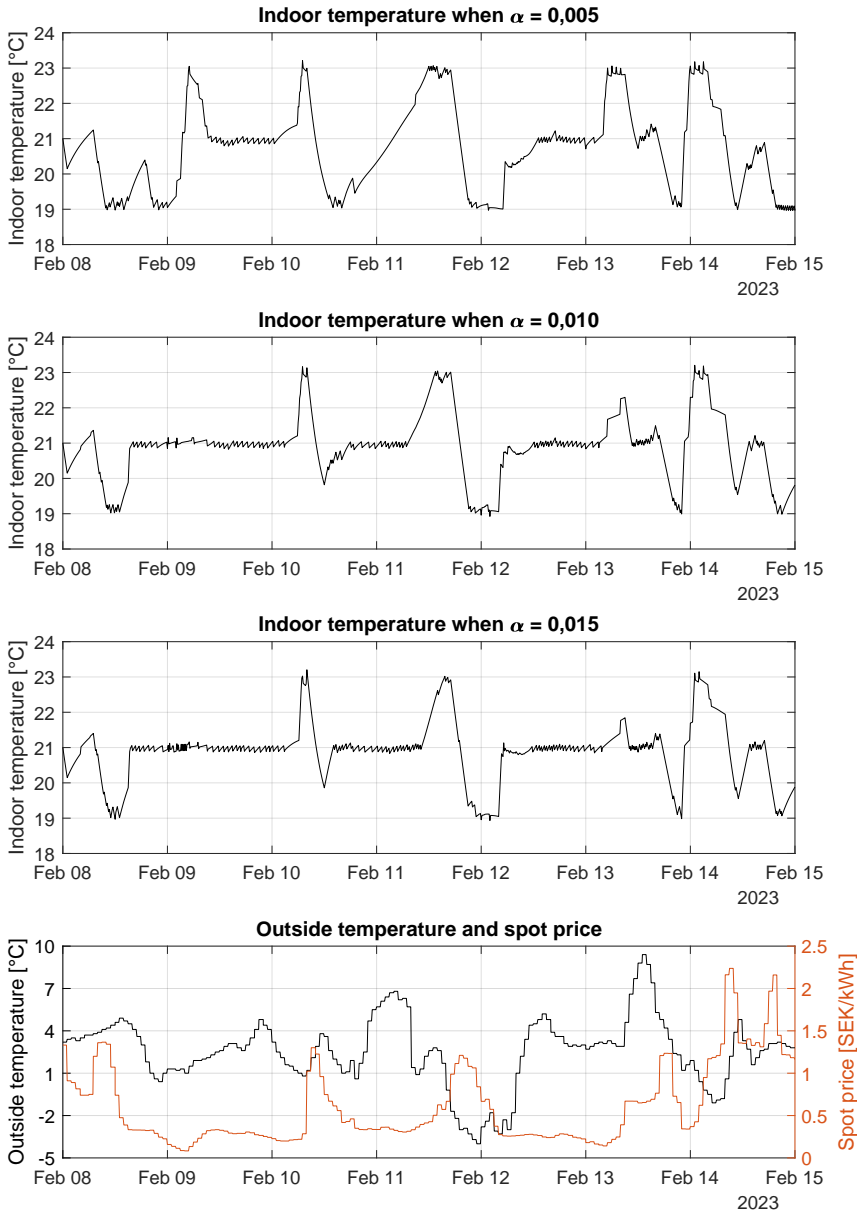 Indoor temperature when α = 0,005
Indoor temperature [°C]
24
23
22
21
20
19
18
Feb 08 Feb 09 Feb 10 Feb 11 Feb 12 Feb 13 Feb 14 Feb 15
2023
Indoor temperature when α = 0,010
Indoor temperature [°C]
24
23
22
21
20
19
18
Feb 08 Feb 09 Feb 10 Feb 11 Feb 12 Feb 13 Feb 14 Feb 15
2023
Indoor temperature when α = 0,015
Indoor temperature [°C]
24
23
22
21
20
19
18
Feb 08 Feb 09 Feb 10 Feb 11 Feb 12 Feb 13 Feb 14 Feb 15
2023
Outside temperature and spot price
Outside temperature [°C]
10
7
4
1
-2
-5
2.5
2
1.5
1
0.5
0
Spot price [SEK/kWh]
Feb 08 Feb 09 Feb 10 Feb 11 Feb 12 Feb 13 Feb 14 Feb 15
2023